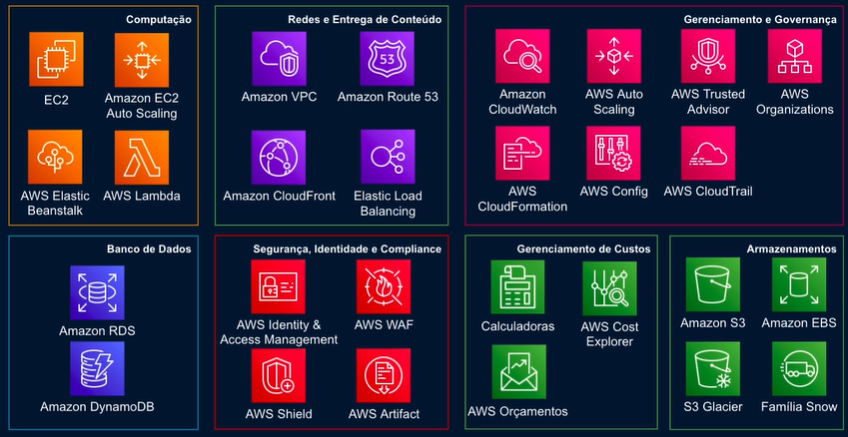 Computação
EC2
Amazon EC2
Auto Scaling
AWS Elastic
Beanstalk
AWS Lambda
Redes e Entrega de Conteúdo
Amazon VPC
53
Amazon Route 53
Amazon CloudFront
Elastic Load
Balancing
Gerenciamento e Governança
Amazon
CloudWatch
AWS Auto
Scaling
AWS Trusted
Advisor
AWS
Organizations
AWS
CloudFormation
AWS Config
AWS CloudTrail
Banco de Dados
Amazon RDS
Amazon DynamoDB
Segurança, Identidade e Compliance
AWS Identity &
Access Management
AWS WAF
AWS Shield
AWS Artifact
Gerenciamento de Custos
Calculadoras
AWS Cost
Explorer
AWS Orçamentos
Armazenamentos
Amazon S3
Amazon EBS
S3 Glacier
Família Snow